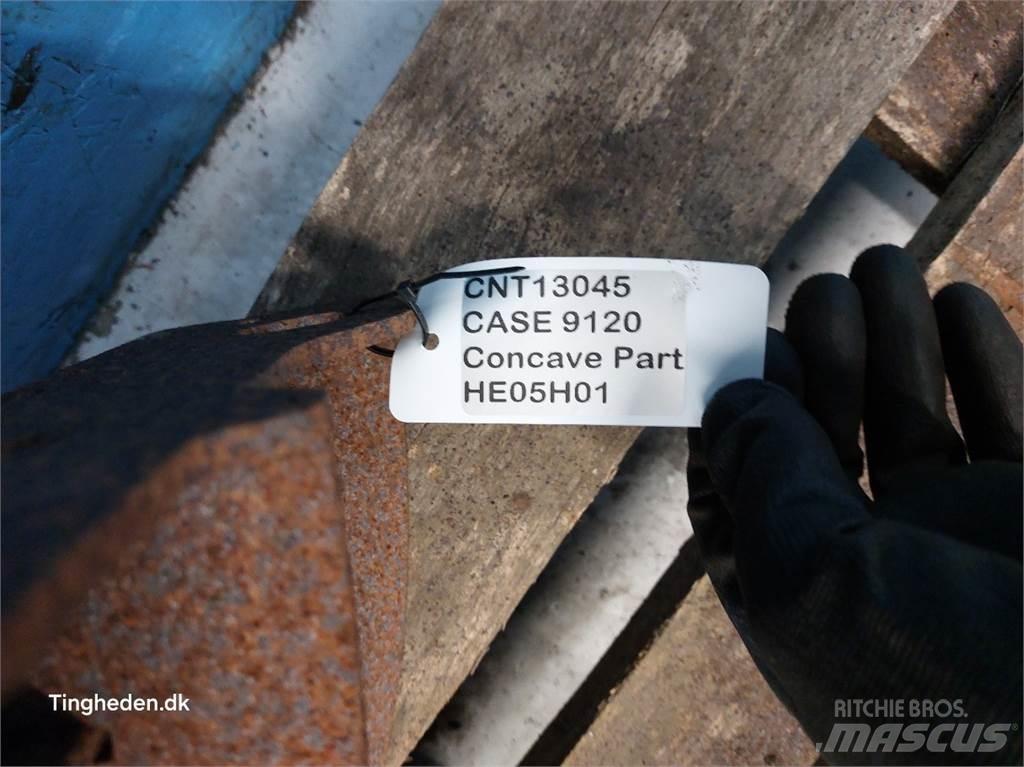 CNT13045
CASE 9120
Concave Part
HE05H01
Tingheden.dk
RITCHIE BROS.
MASCUS